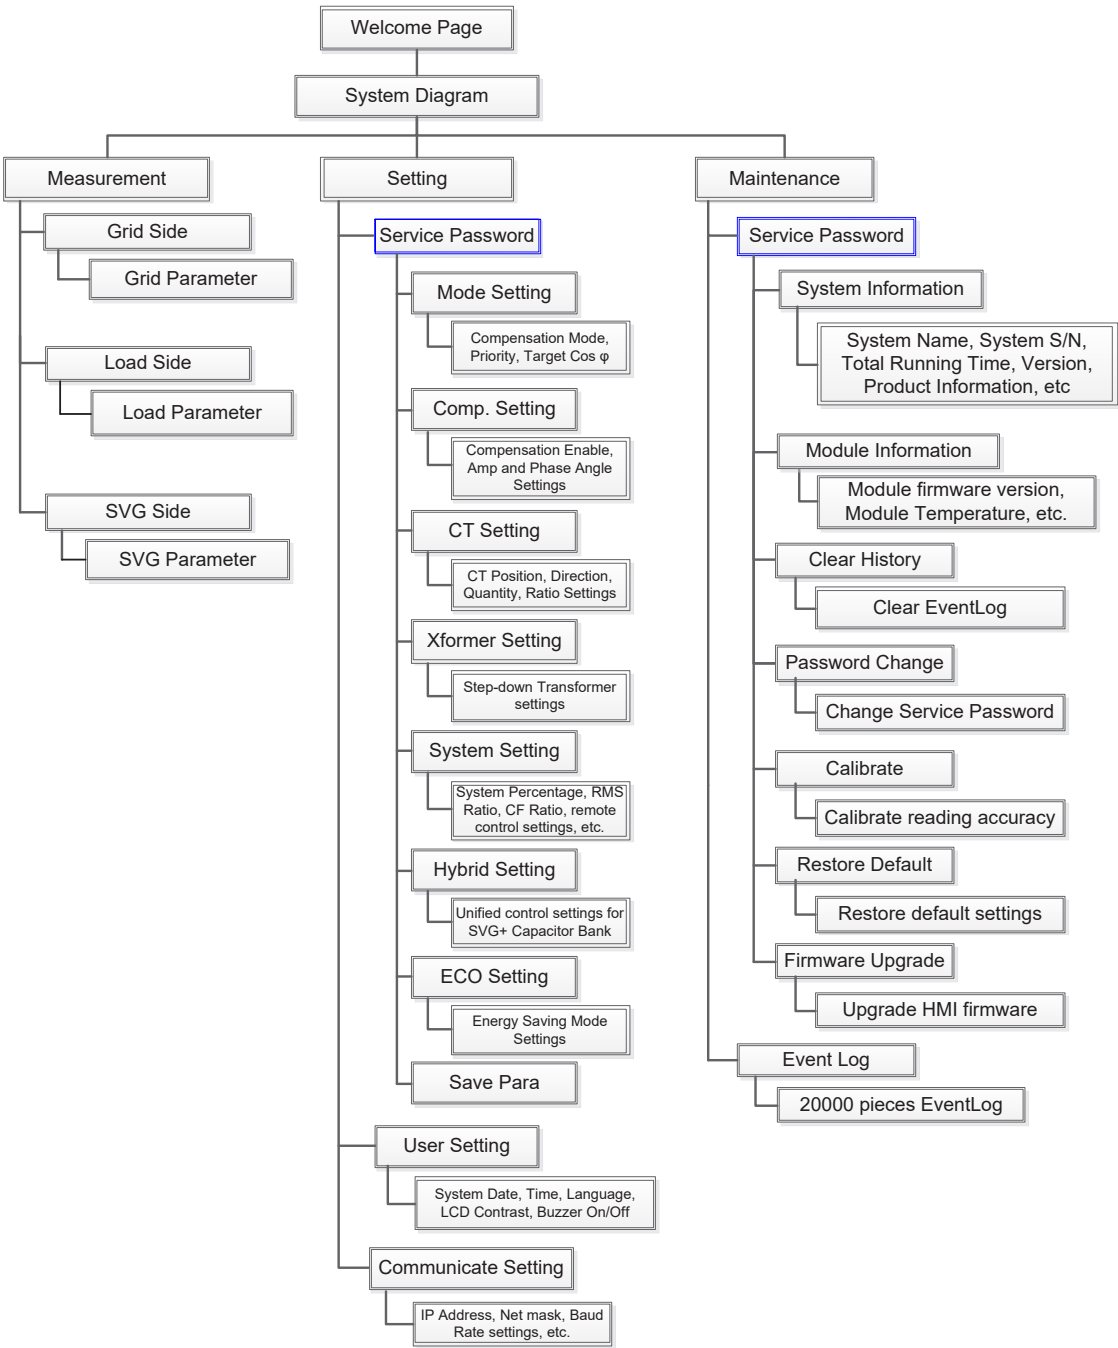 Welcome Page
System Diagram
Measurement
Grid Side
Grid Parameter
Load Side
Load Parameter
SVG Side
SVG Parameter
Setting
Service Password
Mode Setting
Compensation Mode,
Priority, Target Cos φ
Comp. Setting
Compensation Enable,
Amp and Phase Angle
Settings
CT Setting
CT Position, Direction,
Quantity, Ratio Settings
Xformer Setting
Step-down Transformer
settings
System Setting
System Percentage, RMS
Ratio, CF Ratio, remote
control settings, etc.
Hybrid Setting
Unified control settings for
SVG+ Capacitor Bank
ECO Setting
Energy Saving Mode
Settings
Save Para
User Setting
System Date, Time, Language,
LCD Contrast, Buzzer On/Off
Communicate Setting
IP Address, Net mask, Baud
Rate settings, etc.
Maintenance
Service Password
System Information
System Name, System S/N,
Total Running Time, Version,
Product Information, etc
Module Information
Module firmware version,
Module Temperature, etc.
Clear History
Clear EventLog
Password Change
Change Service Password
Calibrate
Calibrate reading accuracy
Restore Default
Restore default settings
Firmware Upgrade
Upgrade HMI firmware
Event Log
20000 pieces EventLog